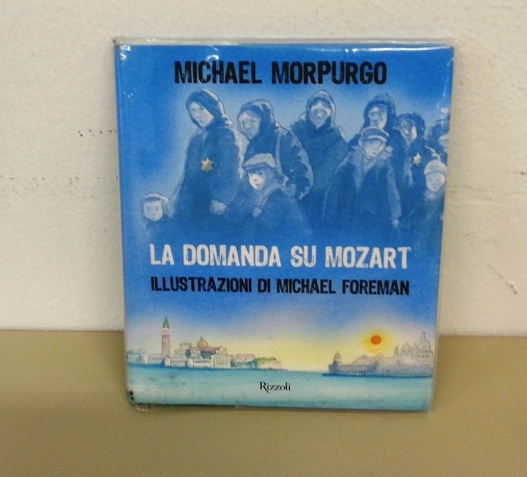 MICHAEL MORPURGO
LA DOMANDA SU MOZART
ILLUSTRAZIONI DI MICHAEL FOREMAN
Rizzoli